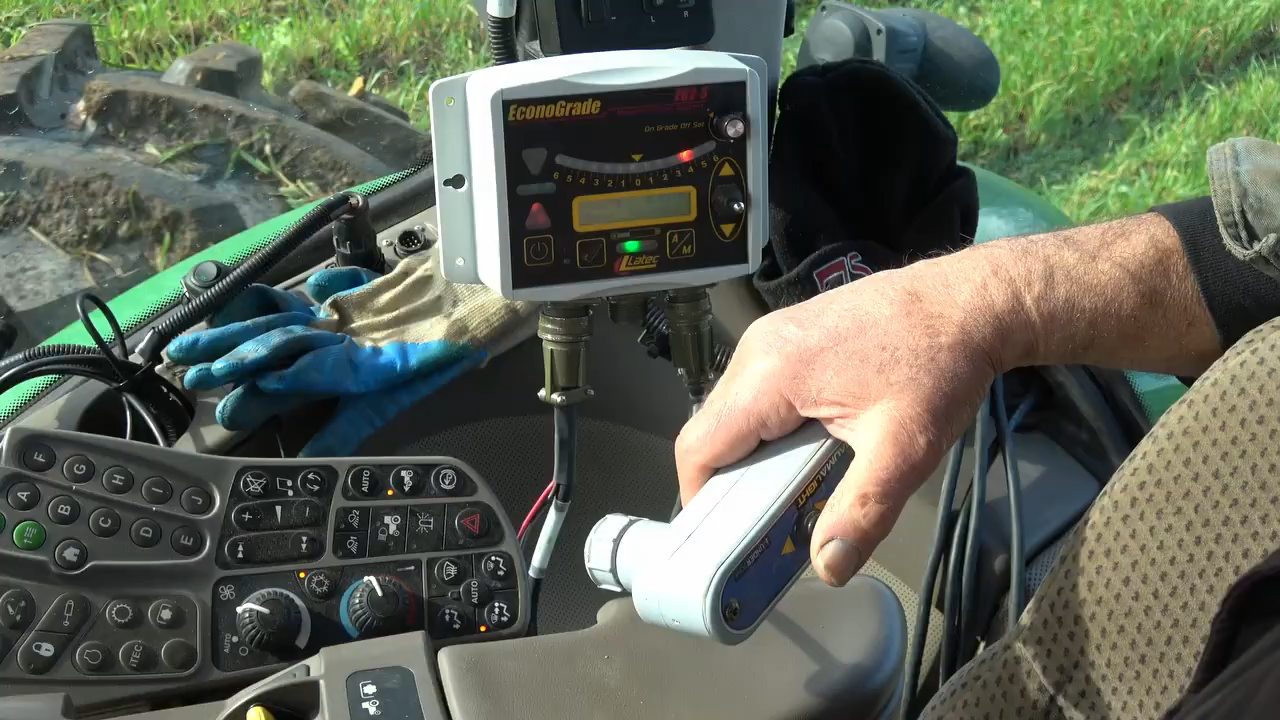 L R
EconoGrade
On Grade Off Set
6 5 4 3 2 1 0 1 2 3 4 5 6
A/M
Latec
F G H I J
A B C D E
AUTO
AUTO
AUTO
ITEC